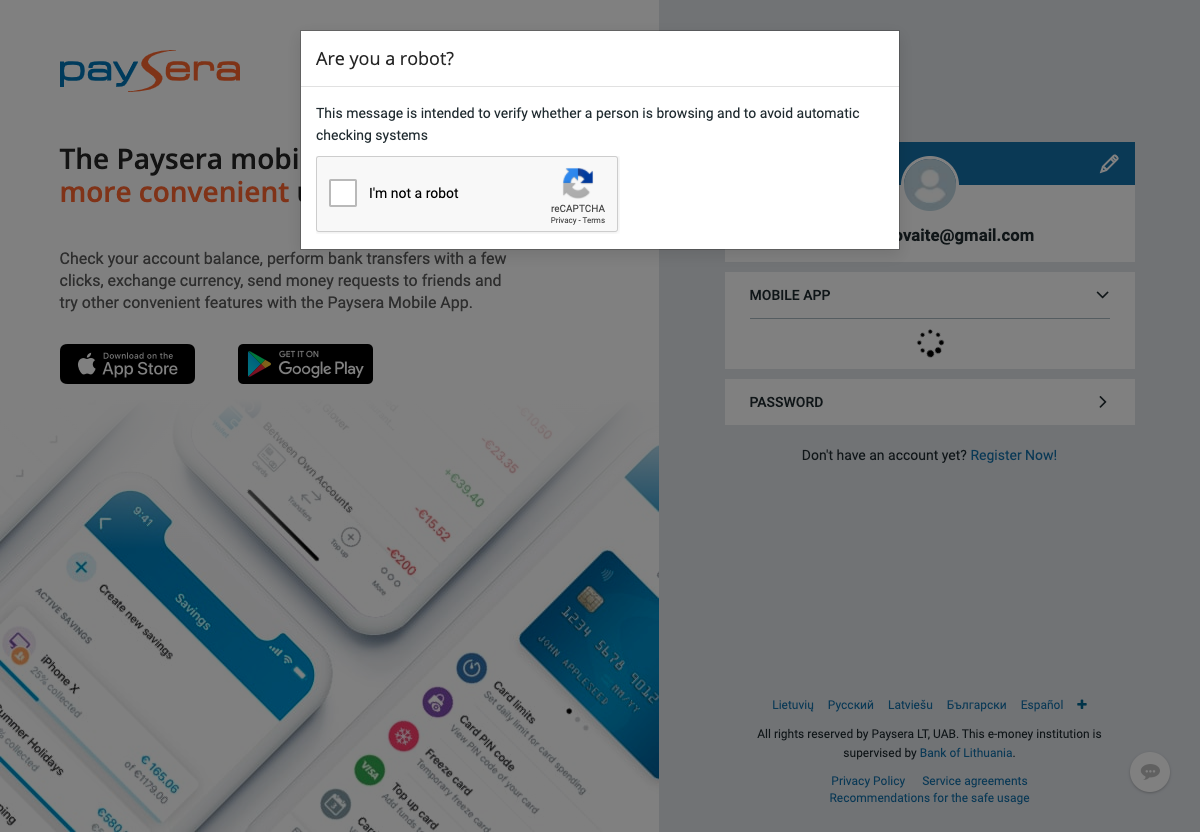 paysera
Are you a robot?
This message is intended to verify whether a person is browsing and to avoid automatic
checking systems
I'm not a robot
reCAPTCHA
Privacy - Terms
The Paysera mobi
more convenient
Check your account balance, perform bank transfers with a few
clicks, exchange currency, send money requests to friends and
try other convenient features with the Paysera Mobile App.
Download on the
App Store
GET IT ON
Google Play
ovaite@gmail.com
MOBILE APP
PASSWORD
Don't have an account yet? Register Now!
Between Own Accounts
Cards
Transfers
Top up
More
-€23.35
+€39.40
-€15.52
-€200
9:41
Savings
Create new savings
ACTIVE SAVINGS
iPhone X
25% collected
Summer Holidays
collected
€ 165.06
of €1179.00
€580
1234 5678 9012
JOHN APPLESEED
nn/YY
Card limits
Set daily limit for card spending
Card PIN code
View PIN code of your card
Freeze card
Temporary freeze card
VISA
Top up card
Add funds
Lietuvių Русский Latviešu Български Español +
All rights reserved by Paysera LT, UAB. This e-money institution is
supervised by Bank of Lithuania.
Privacy Policy Service agreements
Recommendations for the safe usage